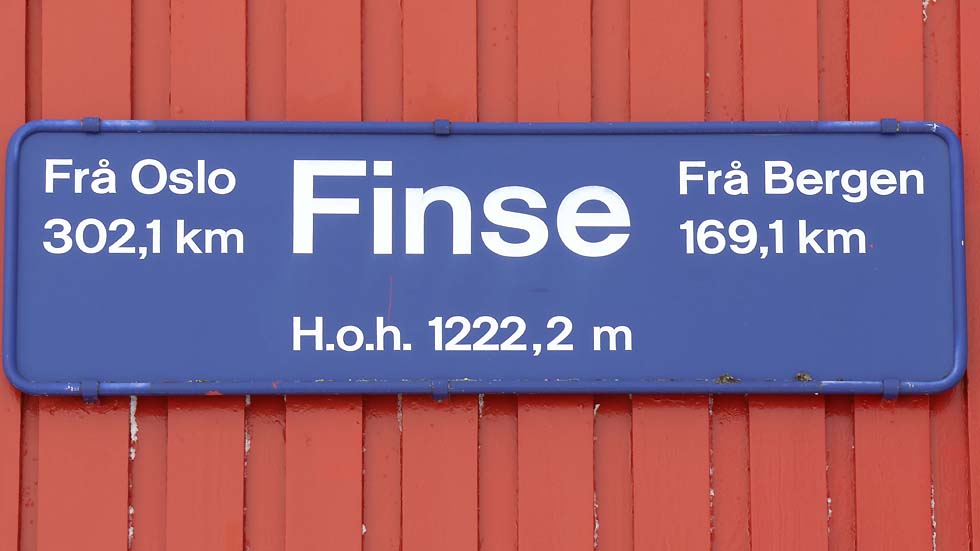 Frå Oslo
302,1 km
Finse
H.o.h. 1222,2 m
Frå Bergen
169,1 km